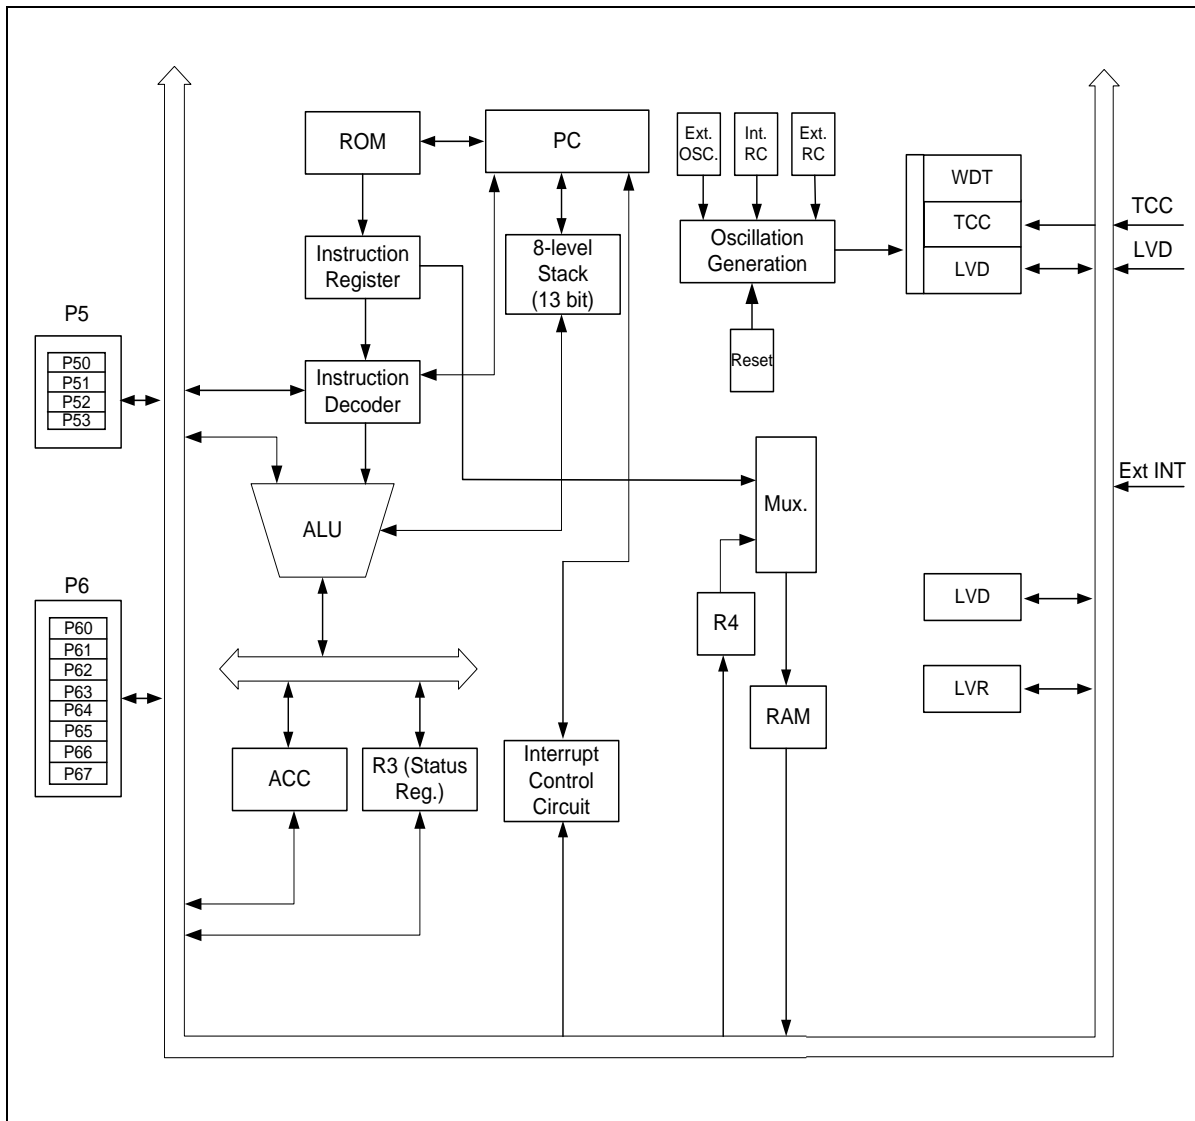 ROM
PC
Ext.
OSC.
Int.
RC
Ext.
RC
WDT
TCC
LVD
TCC
LVD
Oscillation
Generation
Instruction
Register
8-level
Stack
(13 bit)
Reset
P5
P50
P51
P52
P53
Instruction
Decoder
Mux.
Ext INT
ALU
P6
P60
P61
P62
P63
P64
P65
P66
P67
R4
LVD
LVR
RAM
ACC
R3 (Status
Reg.)
Interrupt
Control
Circuit